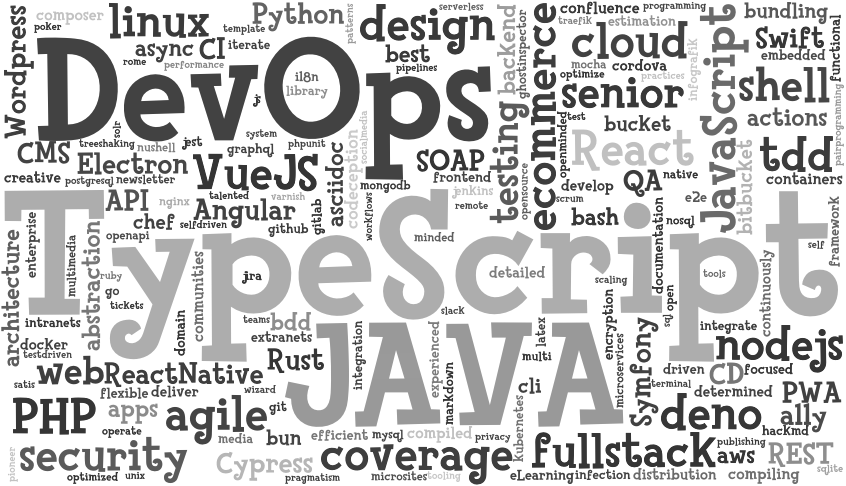 Wordpress
composer
poker
linux
template
Python
patterns
design
serverless
backend
ghostinspector
ecommerce
confluence
programming
traefik
estimation
cloud
infografik
JavaScript
bundling
Swift
functional
async
CI
iterate
rome
performance
DevOps
il8n
library
js
best
pipelines
mocha
cordova
optimize
practices
senior
embedded
shell
solr
treeshaking
nushell
jest
system
graphql
phpunit
codeception
socialmedia
testing
openminded
test
bucket
actions
pairprogramming
CMS
Electron
VueJS
SOAP
frontend
React
tdd
creative
postgresql
newsletter
talented
varnish
asciidoc
mongodb
jenkins
opensource
develop
QA
native
containers
bitbucket
API
nginx
Angular
gitlab
workflows
remote
scrum
e2e
chef
selfdriven
github
bash
documentation
nosql
framework
architecture
enterprise
multimedia
abstraction
openapi
TypeScript
minded
self
ruby
go
tickets
communities
jra
detailed
scaling
tools
continuously
intranets
domain
teams
bdd
extranets
slack
encryption
sql
open
integrate
docker
testdriven
Rust
integration
JAVA
experienced
markdown
latex
multi
microservices
Symfony
nodejs
satis
web
ReactNative
wizard
cli
driven
CD
focused
flexible
deliver
terminal
determined
PWA
PHP
apps
agile
git
kubernetes
deno
ally
operate
media
bun
efficient
mysql
compiled
privacy
fullstack
publishing
hackmd
pioneer
security
Cypress
coverage
aws
REST
optimized
unix
pragmatism
microsites
tooling
eLearning
infection
distribution
compiling
sqlite